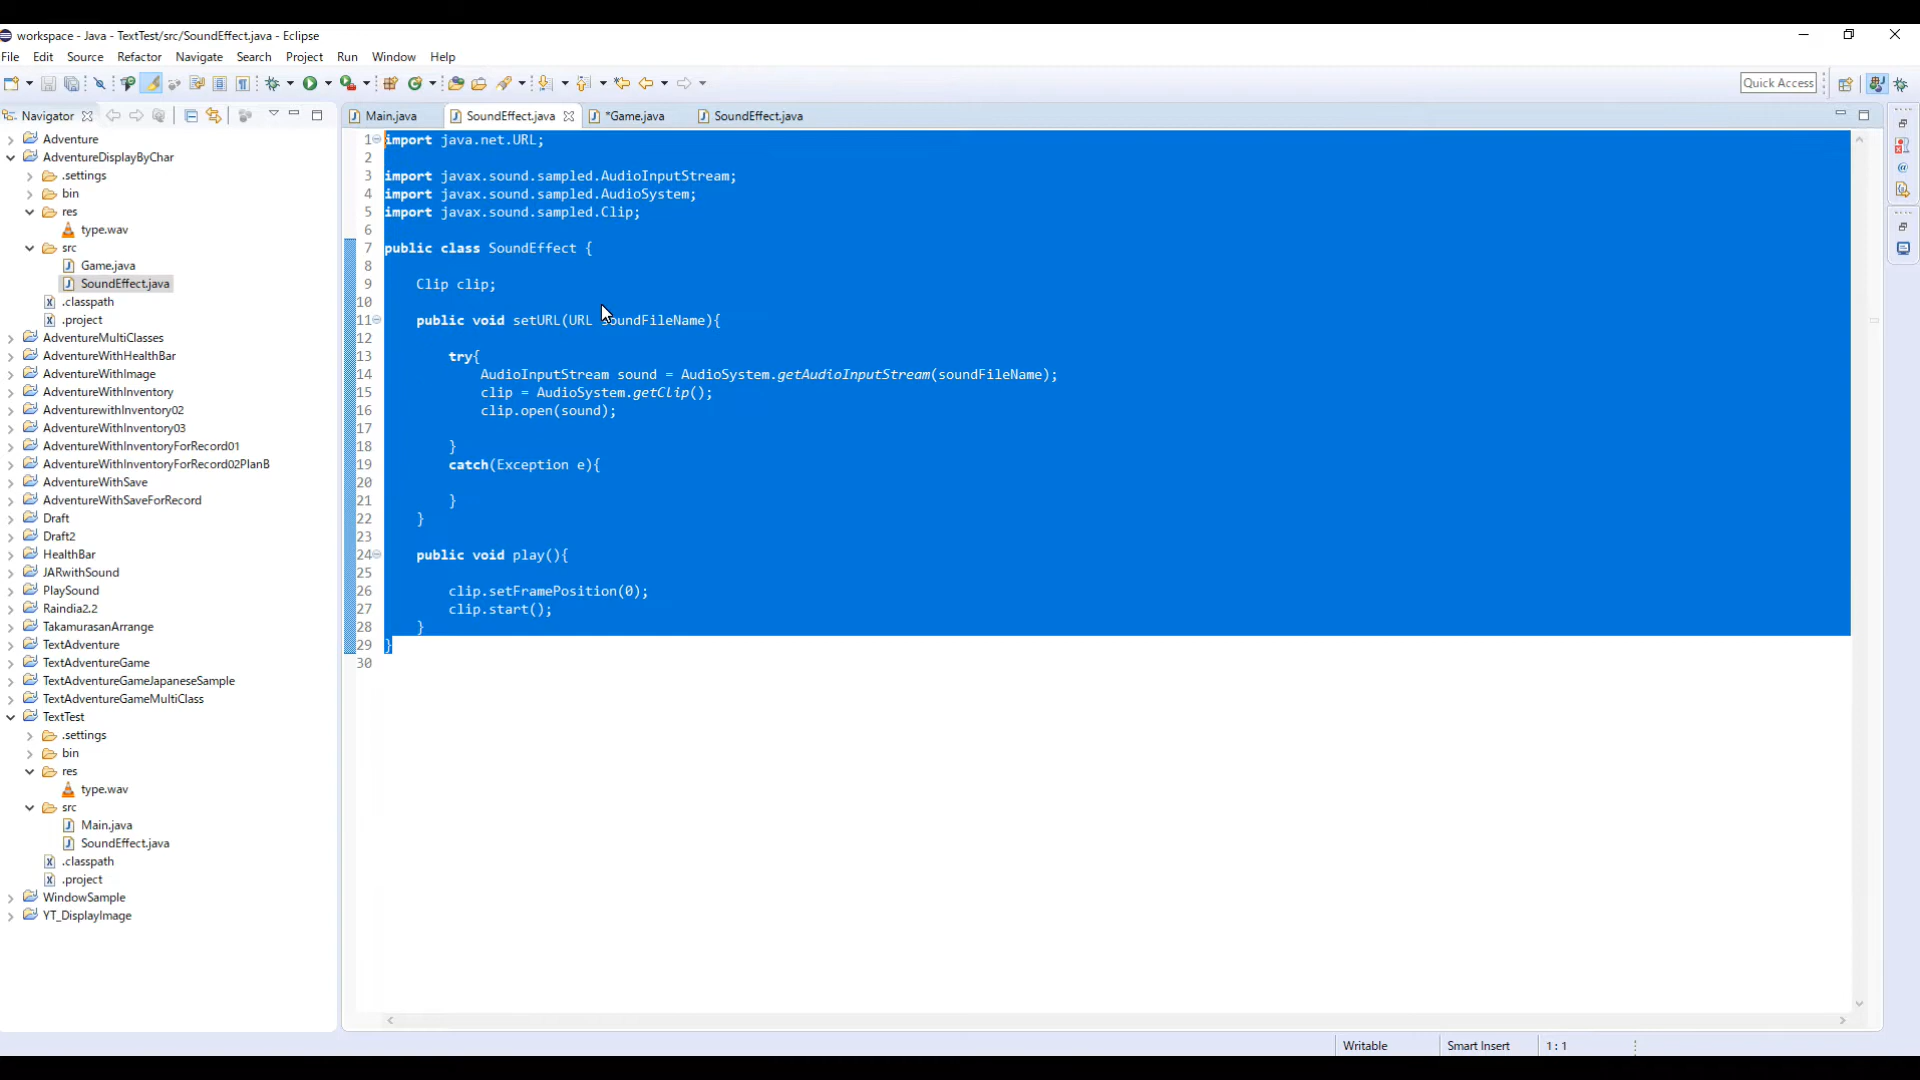 workspace - Java - TextTest/src/SoundEffect.java - Eclipse
File Edit Source Refactor Navigate Search Project Run Window Help
Quick Access
Navigator
Main.java SoundEffect.java *Game.java SoundEffect.java
Adventure
AdventureDisplayByChar
.settings
bin
res
type.wav
src
Game.java
SoundEffect.java
.classpath
.project
AdventureMultiClasses
AdventureWithHealthBar
AdventureWithImage
AdventureWithInventory
AdventurewithInventory02
AdventureWithInventory03
AdventureWithInventoryForRecord01
AdventureWithInventoryForRecord02PlanB
AdventureWithSave
AdventureWithSaveForRecord
Draft
Draft2
HealthBar
JARwithSound
PlaySound
Raindia2.2
TakamurasanArrange
TextAdventure
TextAdventureGame
TextAdventureGameJapaneseSample
TextAdventureGameMultiClass
TextTest
.settings
bin
res
type.wav
src
Main.java
SoundEffect.java
.classpath
.project
WindowSample
YT_DisplayImage
1 import java.net.URL;
2
3 import javax.sound.sampled.AudioInputStream;
4 import javax.sound.sampled.AudioSystem;
5 import javax.sound.sampled.Clip;
6
7 public class SoundEffect {
8
9 Clip clip;
10
11 public void setURL(URL soundFileName){
12
13 try{
14 AudioInputStream sound = AudioSystem.getAudioInputStream(soundFileName);
15 clip = AudioSystem.getClip();
16 clip.open(sound);
17
18 }
19 catch(Exception e){
20
21 }
22 }
23
24 public void play(){
25
26 clip.setFramePosition(0);
27 clip.start();
28 }
29 }
30
Writable Smart Insert 1 : 1